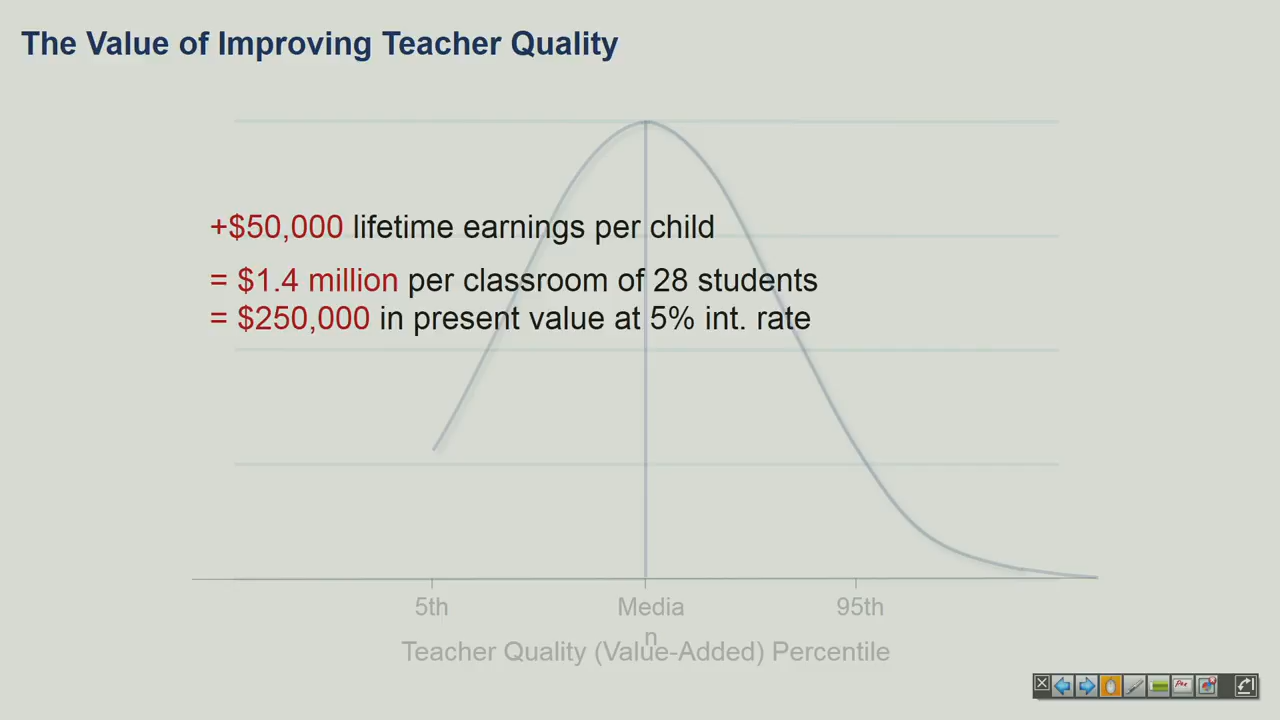 The Value of Improving Teacher Quality
+$50,000 lifetime earnings per child
= $1.4 million per classroom of 28 students
= $250,000 in present value at 5% int. rate
5th Media 95th
n
Teacher Quality (Value-Added) Percentile